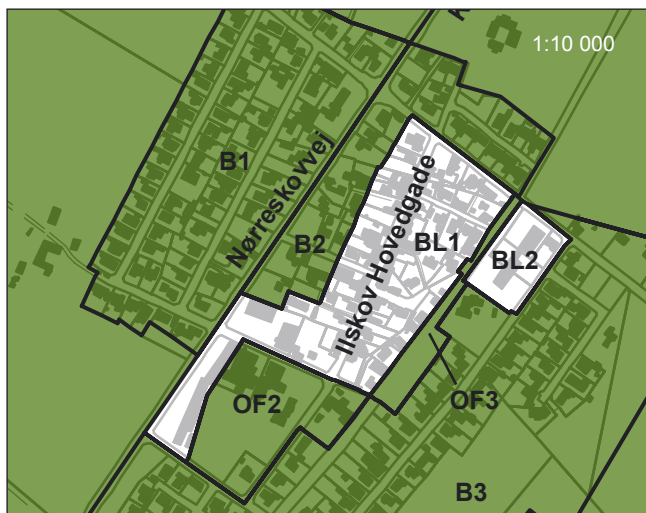 1:10 000
B1
Nørreskovvej
B2
Ilskov Hovedgade
BL1
BL2
OF2
OF3
B3